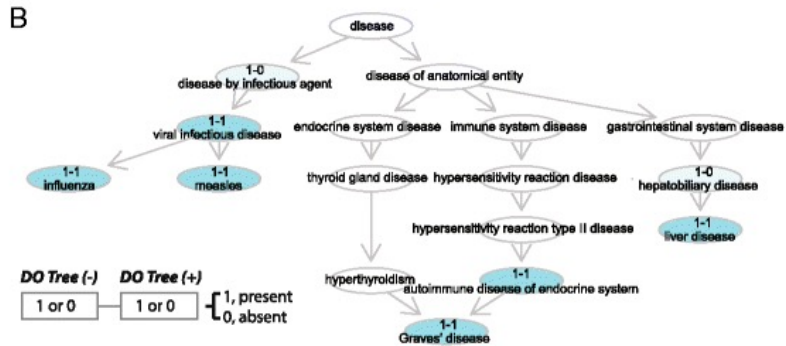 B
disease
1-0
disease by infectious agent
disease of anatomical entity
1-1
viral infectious disease
endocrine system disease
immune system disease
gastrointestinal system disease
1-1
influenza
1-1
measles
thyroid gland disease
hypersensitivity reaction disease
1-0
hepatobiliary disease
hypersensitivity reaction type II disease
1-1
liver disease
hyperthyroidism
1-1
autoimmune disease of endocrine system
1-1
Graves' disease
DO Tree (-) DO Tree (+)
1 or 0 1 or 0
1, present
0, absent